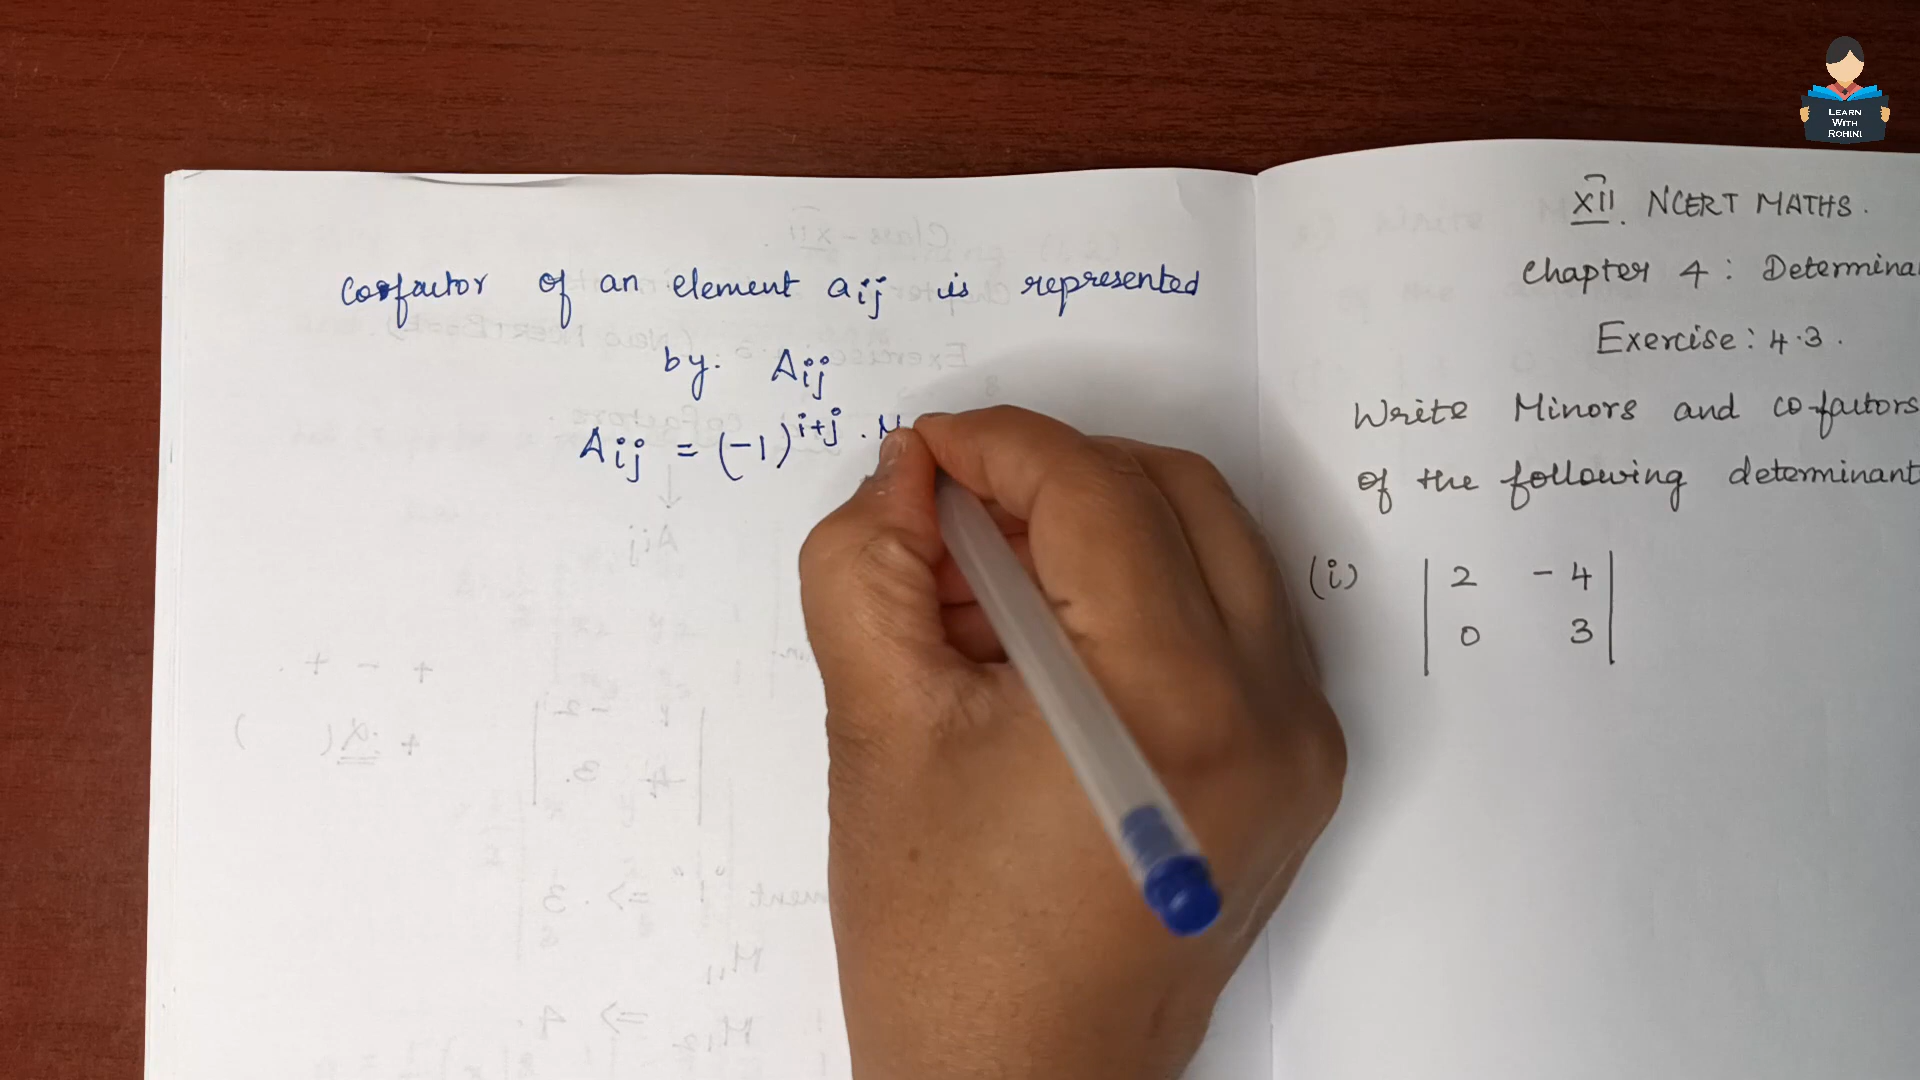 LEARN
WITH
ROHINI
Cofactor of an element aij is represented
by. Aij
Aij = (-1)^i+j . M
XII. NCERT MATHS.
Chapter 4 : Determina
Exercise: 4.3.
Write Minors and co-factors
of the following determinant
(i) | 2 -4 |
| 0 3 |